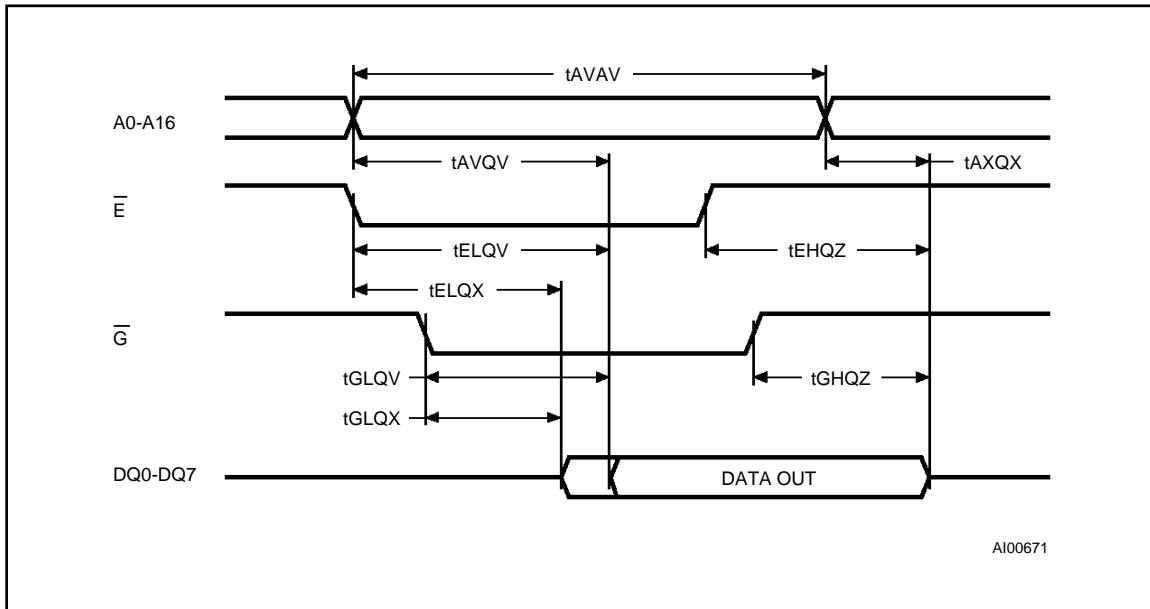 tAVAV
A0-A16
tAVQV
tAXQX
E̅
tELQV
tEHQZ
tELQX
G̅
tGLQV
tGHQZ
tGLQX
DQ0-DQ7
DATA OUT
AI00671